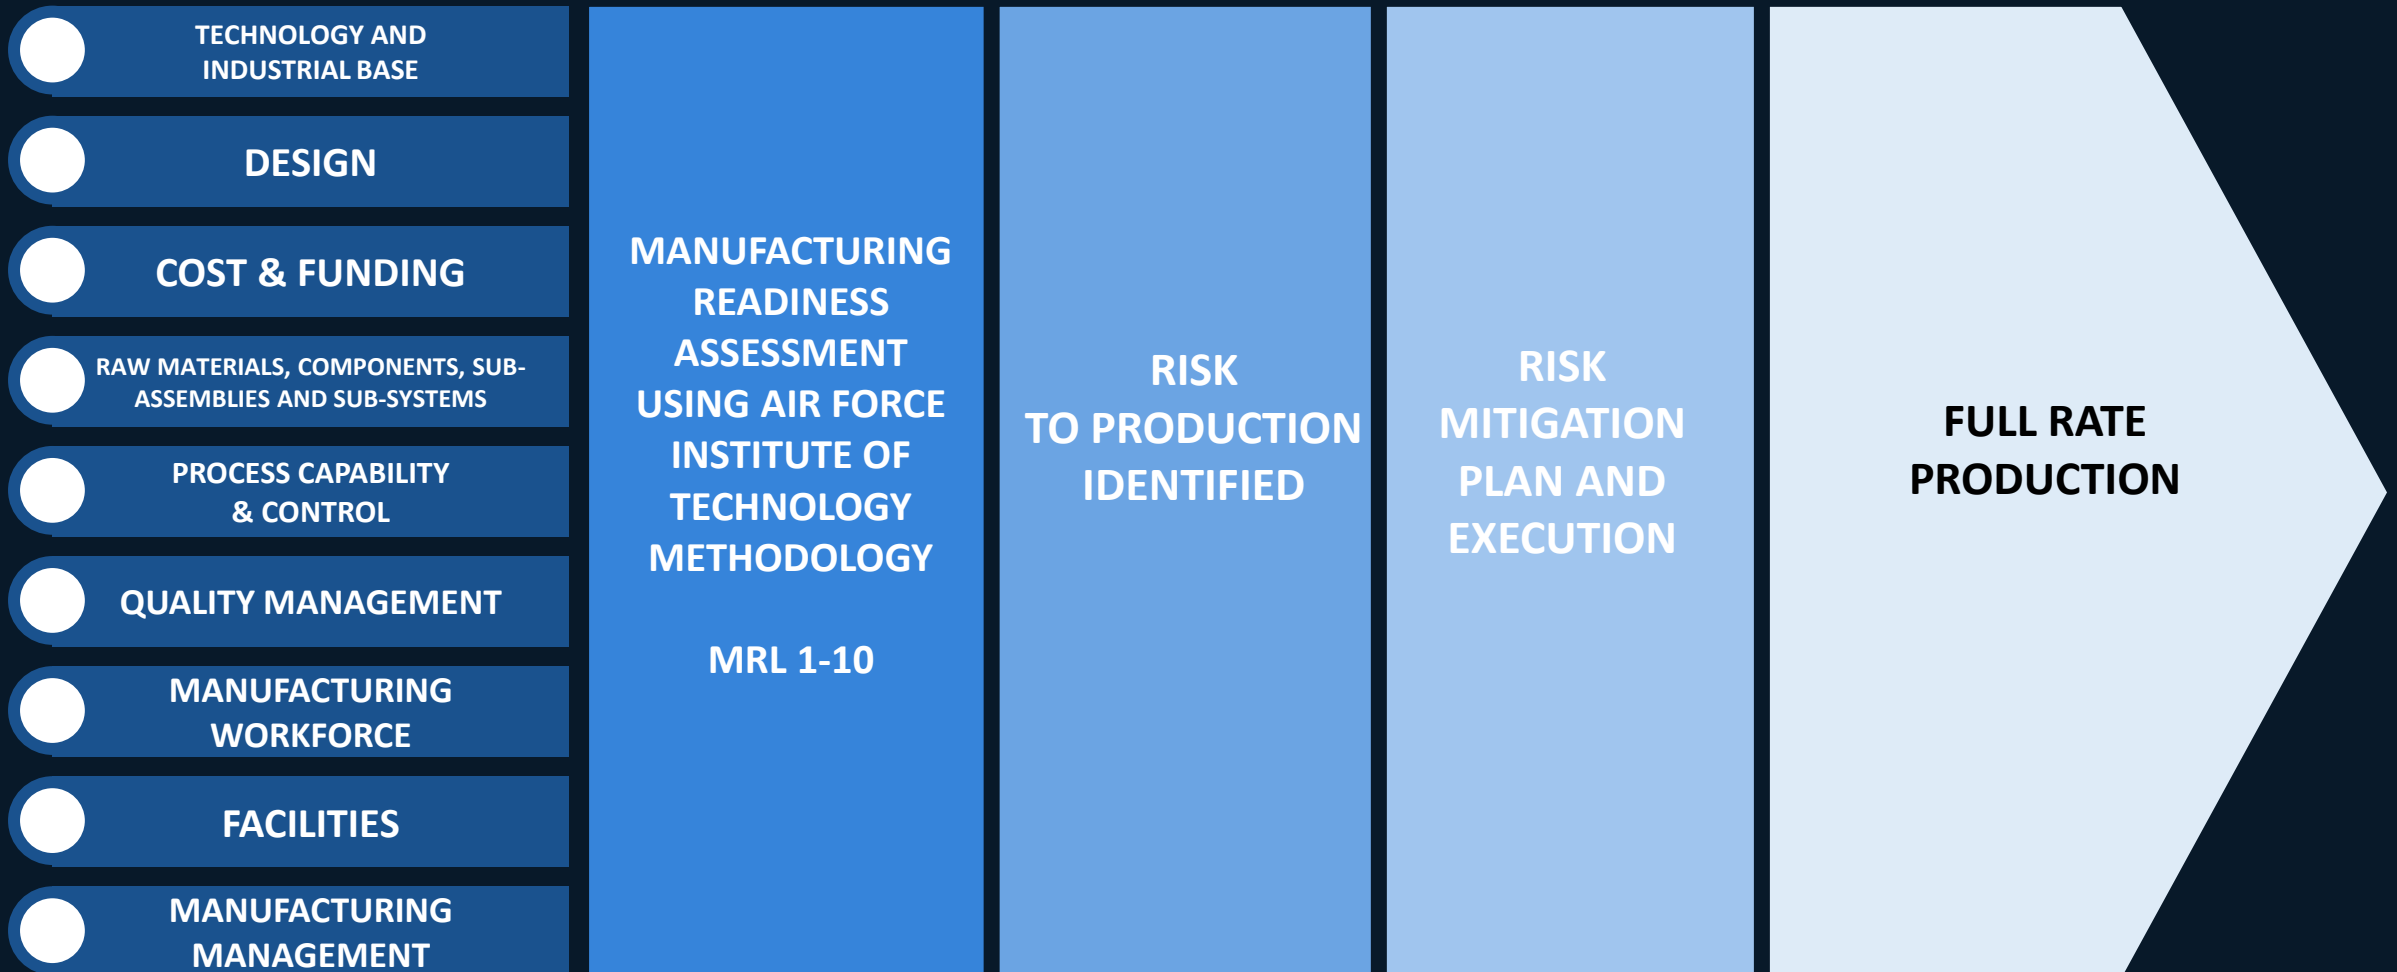 TECHNOLOGY AND
INDUSTRIAL BASE
DESIGN
COST & FUNDING
RAW MATERIALS, COMPONENTS, SUB-
ASSEMBLIES AND SUB-SYSTEMS
PROCESS CAPABILITY
& CONTROL
QUALITY MANAGEMENT
MANUFACTURING
WORKFORCE
FACILITIES
MANUFACTURING
MANAGEMENT
MANUFACTURING
READINESS
ASSESSMENT
USING AIR FORCE
INSTITUTE OF
TECHNOLOGY
METHODOLOGY
MRL 1-10
RISK
TO PRODUCTION
IDENTIFIED
RISK
MITIGATION
PLAN AND
EXECUTION
FULL RATE
PRODUCTION